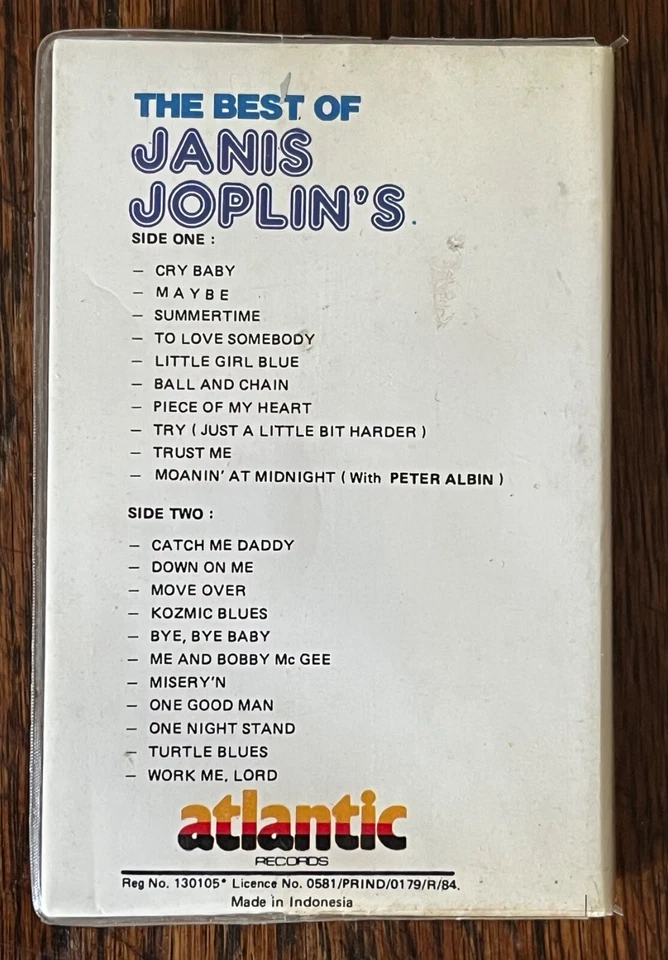 THE BEST OF
JANIS
JOPLIN'S.
SIDE ONE :
– CRY BABY
– M A Y B E
– SUMMERTIME
– TO LOVE SOMEBODY
– LITTLE GIRL BLUE
– BALL AND CHAIN
– PIECE OF MY HEART
– TRY ( JUST A LITTLE BIT HARDER )
– TRUST ME
– MOANIN' AT MIDNIGHT ( With PETER ALBIN )
SIDE TWO :
– CATCH ME DADDY
– DOWN ON ME
– MOVE OVER
– KOZMIC BLUES
– BYE, BYE BABY
– ME AND BOBBY Mc GEE
– MISERY'N
– ONE GOOD MAN
– ONE NIGHT STAND
– TURTLE BLUES
– WORK ME, LORD
atlantic
RECORDS
Reg No. 130105* Licence No. 0581/PRIND/0179/R/84.
Made in Indonesia